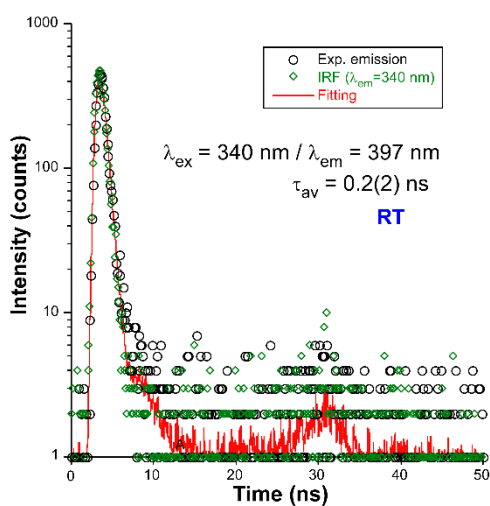 1000
Exp. emission
IRF (λem=340 nm)
Fitting
λex = 340 nm / λem = 397 nm
τav = 0.2(2) ns
RT
100
10
1
Intensity (counts)
0
10
20
30
40
50
Time (ns)